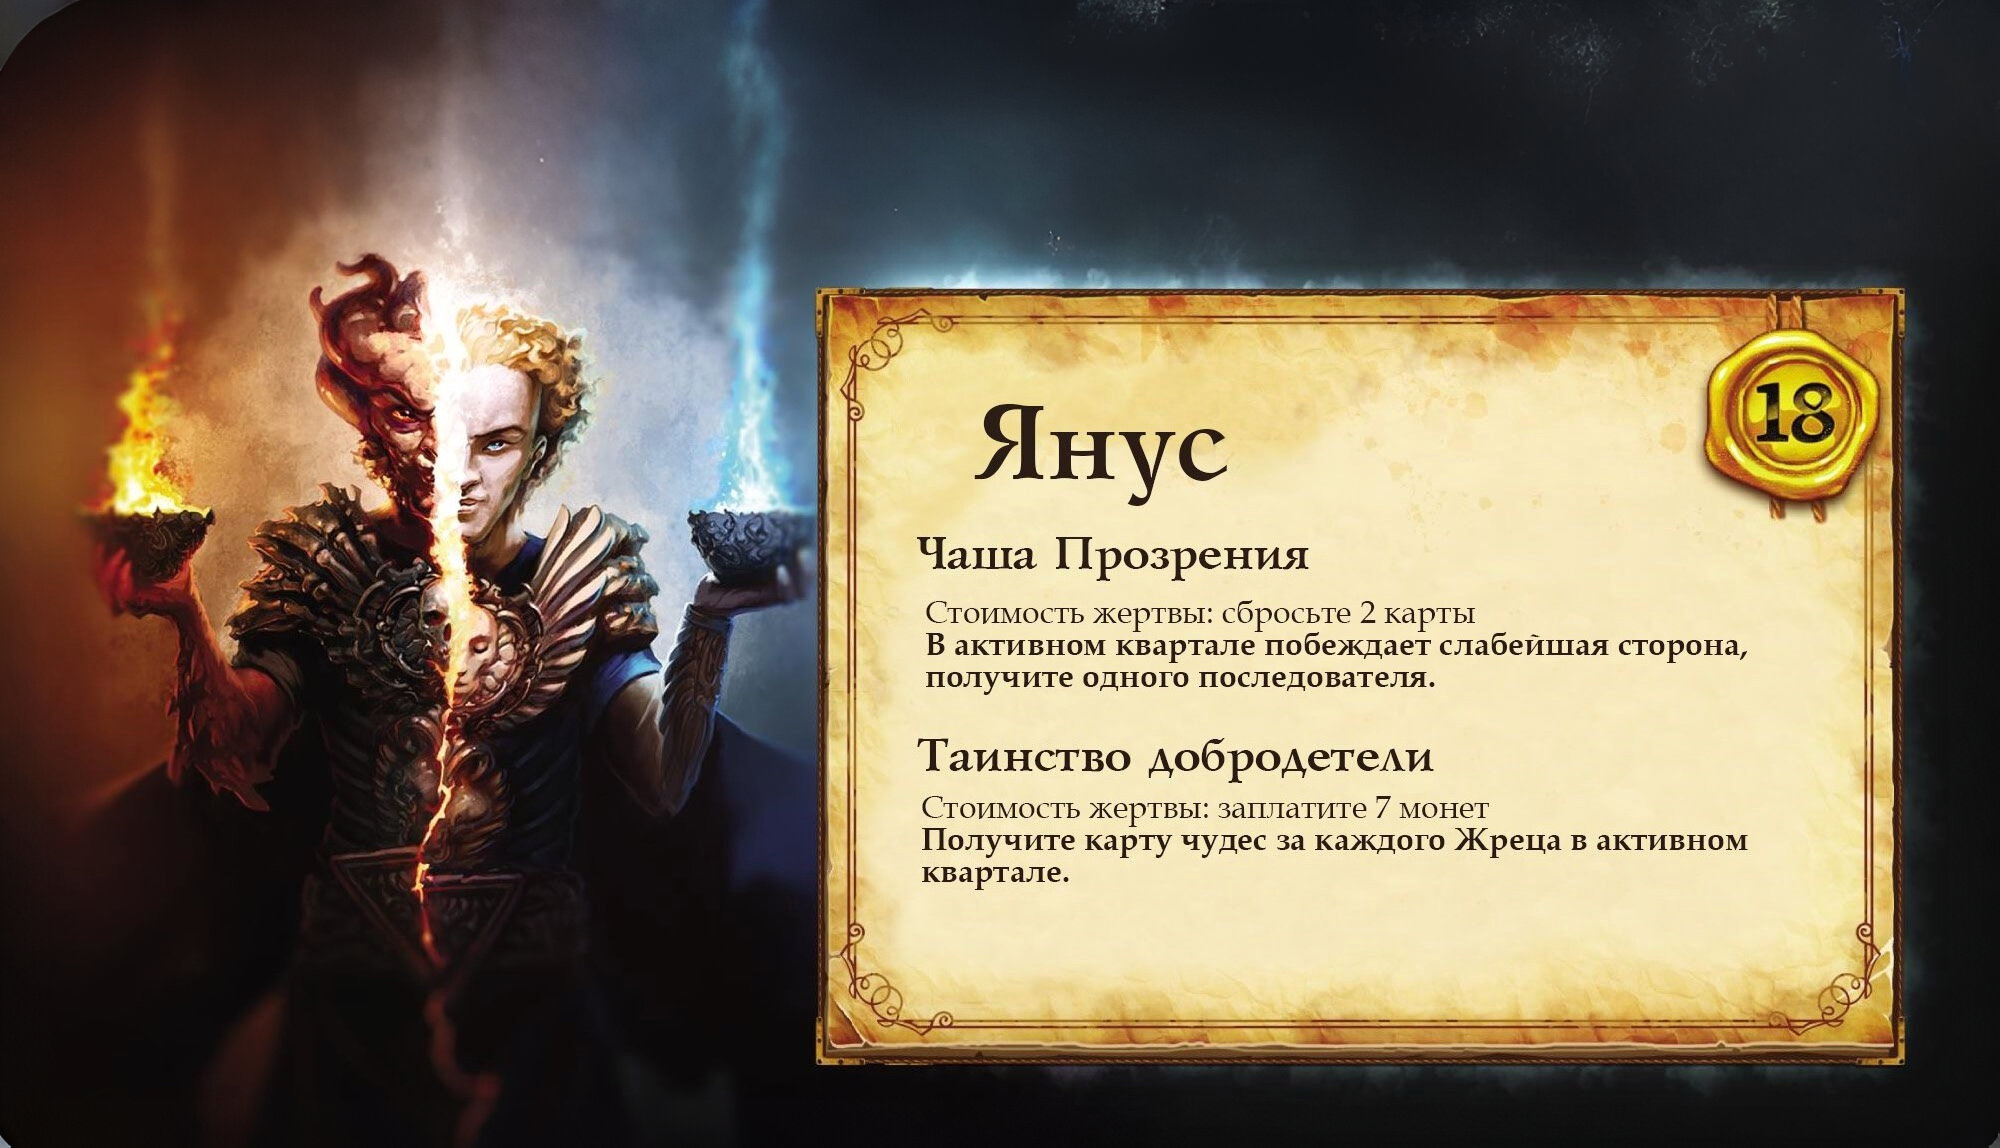 Янус
18
Чаша Прозрения
Стоимость жертвы: сбросьте 2 карты
В активном квартале побеждает слабейшая сторона,
получите одного последователя.
Таинство добродетели
Стоимость жертвы: заплатите 7 монет
Получите карту чудес за каждого Жреца в активном
квартале.